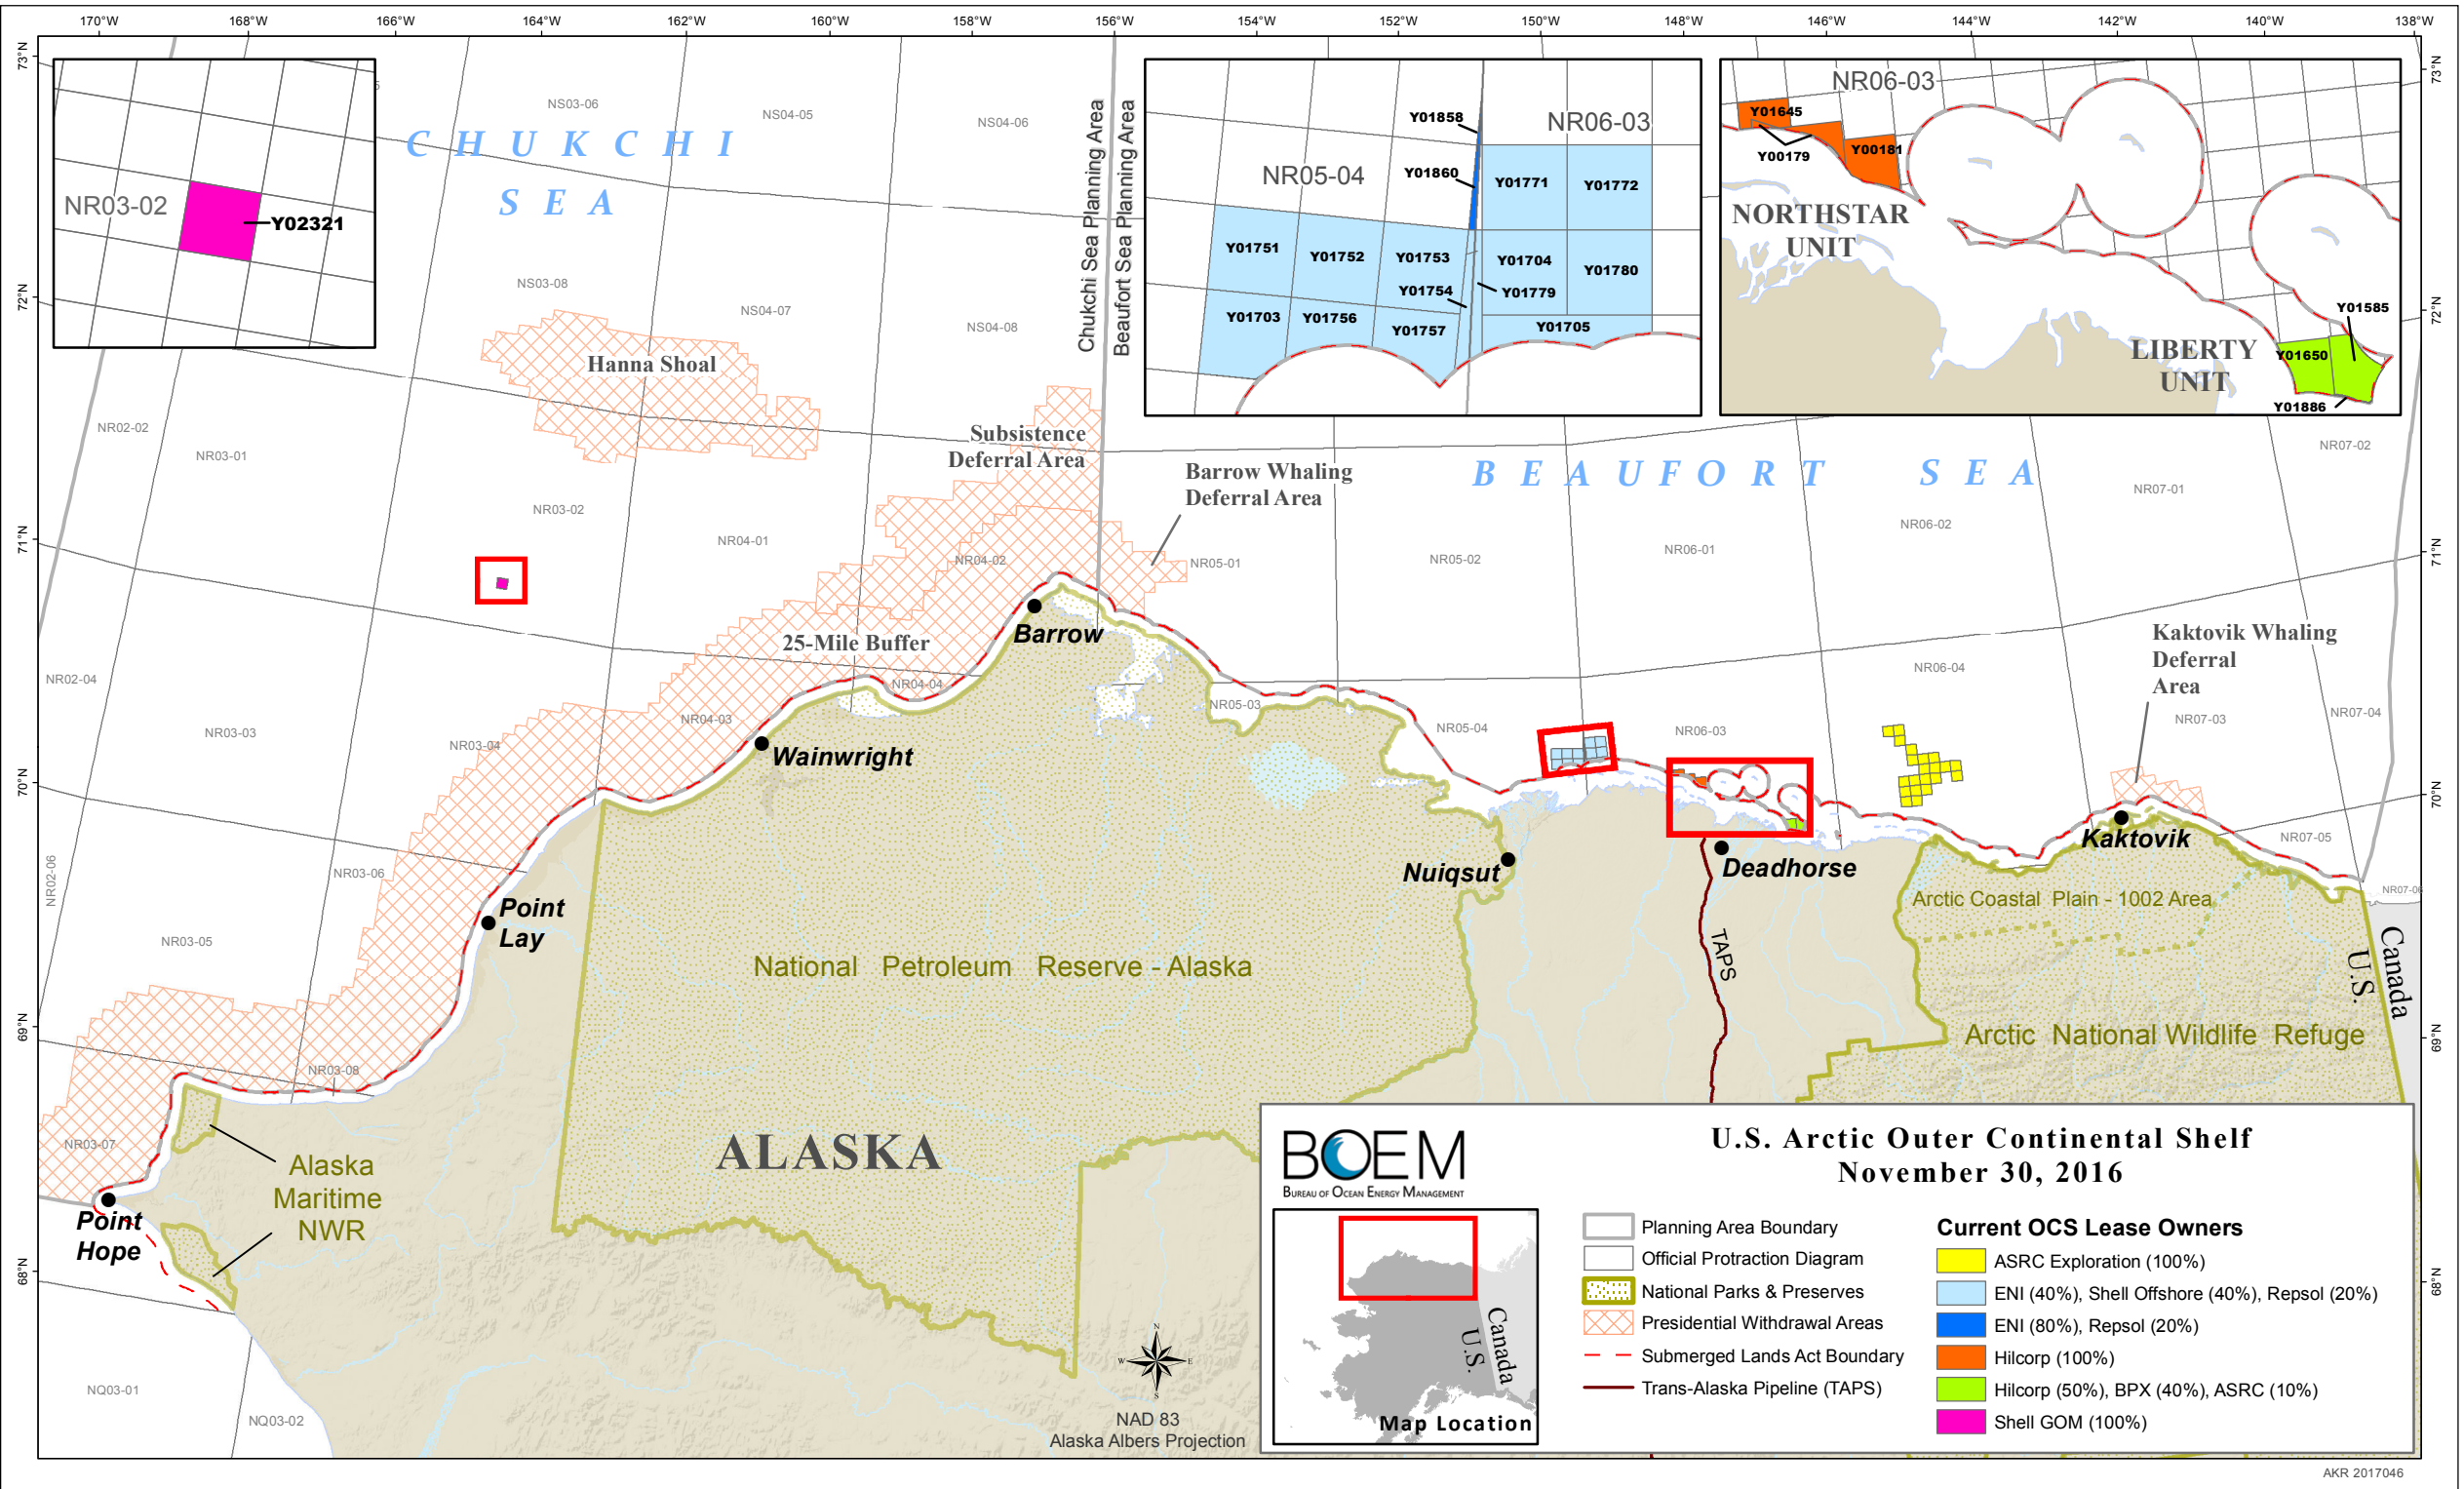 170°W 168°W 166°W 164°W 162°W 160°W 158°W 156°W 154°W 152°W 150°W 148°W 146°W 144°W 142°W 140°W 138°W
73°N
72°N
71°N
70°N
69°N
68°N
73°N
72°N
71°N
70°N
69°N
68°N
NR03-02
Y02321
CHUKCHI
SEA
NS03-06
NS04-05
NS04-06
NS03-08
NS04-07
NS04-08
Chukchi Sea Planning Area
Beaufort Sea Planning Area
NR05-04
NR06-03
Y01858
Y01860
Y01771
Y01772
Y01751
Y01752
Y01753
Y01704
Y01780
Y01754
Y01779
Y01703
Y01756
Y01757
Y01705
NR06-03
Y01645
Y00179
Y00181
NORTHSTAR
UNIT
LIBERTY
UNIT
Y01585
Y01650
Y01886
Hanna Shoal
Subsistence
Deferral Area
Barrow Whaling
Deferral Area
BEAUFORT SEA
NR02-02
NR03-01
NR03-02
NR04-01
NR04-02
NR05-01
NR05-02
NR06-01
NR06-02
NR07-01
NR07-02
25-Mile Buffer
Barrow
Kaktovik Whaling
Deferral
Area
NR02-04
NR03-03
NR03-04
NR04-03
NR04-04
NR05-03
NR05-04
NR06-03
NR06-04
NR07-03
NR07-04
Wainwright
Nuiqsut
Deadhorse
Kaktovik
NR07-05
NR07-06
NR02-06
NR03-06
NR03-05
Point
Lay
Arctic Coastal Plain - 1002 Area
National Petroleum Reserve - Alaska
TAPS
U.S.
Canada
Arctic National Wildlife Refuge
NR03-08
NR03-07
ALASKA
Alaska
Maritime
NWR
Point
Hope
NQ03-01
NQ03-02
NAD 83
Alaska Albers Projection
N
W E
S
BOEM
BUREAU OF OCEAN ENERGY MANAGEMENT
U.S. Arctic Outer Continental Shelf
November 30, 2016
Canada
U.S.
Map Location
Planning Area Boundary
Official Protraction Diagram
National Parks & Preserves
Presidential Withdrawal Areas
Submerged Lands Act Boundary
Trans-Alaska Pipeline (TAPS)
Current OCS Lease Owners
ASRC Exploration (100%)
ENI (40%), Shell Offshore (40%), Repsol (20%)
ENI (80%), Repsol (20%)
Hilcorp (100%)
Hilcorp (50%), BPX (40%), ASRC (10%)
Shell GOM (100%)
AKR 2017046